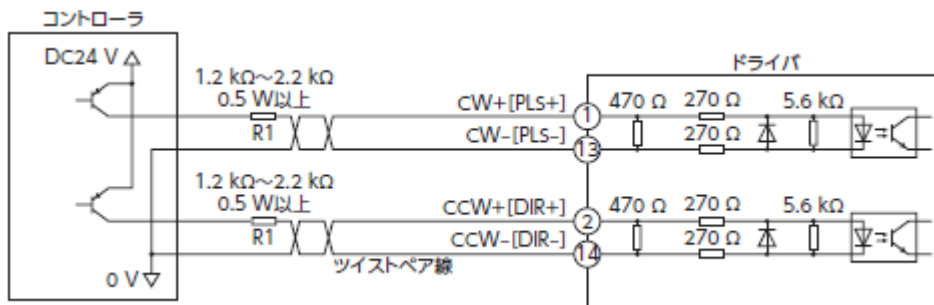 コントローラ
DC24 V
1.2 kΩ~2.2 kΩ
0.5 W以上
R1
CW+[PLS+]
CW-[PLS-]
1
13
ドライバ
470 Ω
270 Ω
270 Ω
5.6 kΩ
1.2 kΩ~2.2 kΩ
0.5 W以上
R1
CCW+[DIR+]
CCW-[DIR-]
2
14
470 Ω
270 Ω
270 Ω
5.6 kΩ
ツイストペア線
0 V